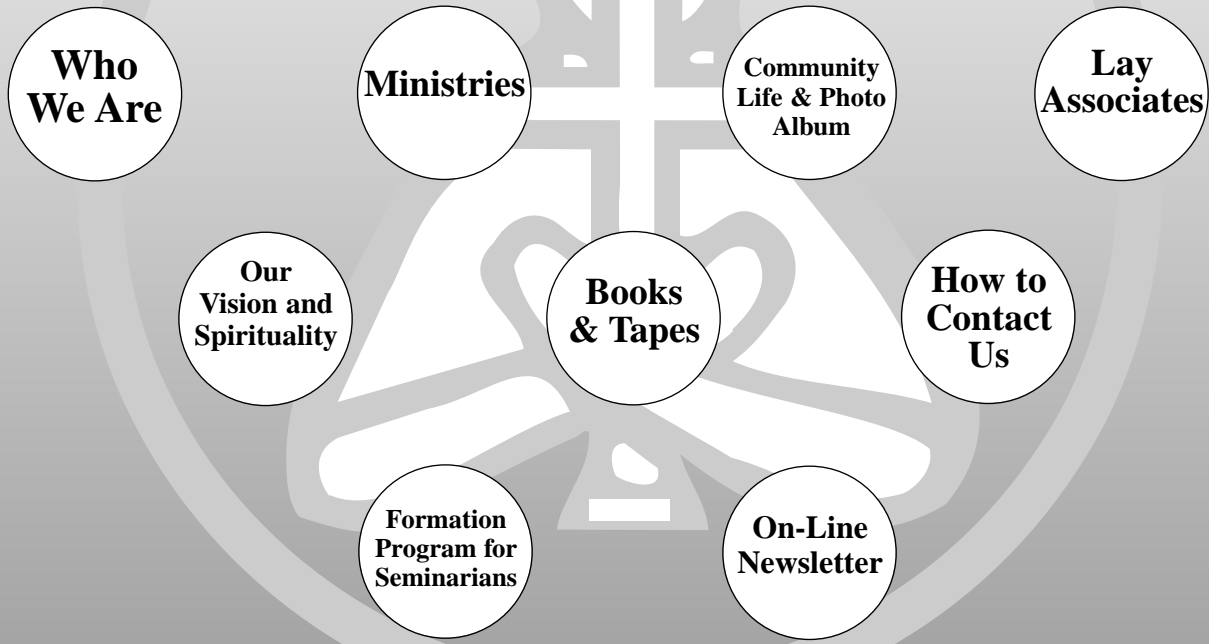 Who
We Are
Ministries
Community
Life & Photo
Album
Lay
Associates
Our
Vision and
Spirituality
Books
& Tapes
How to
Contact
Us
Formation
Program for
Seminarians
On-Line
Newsletter